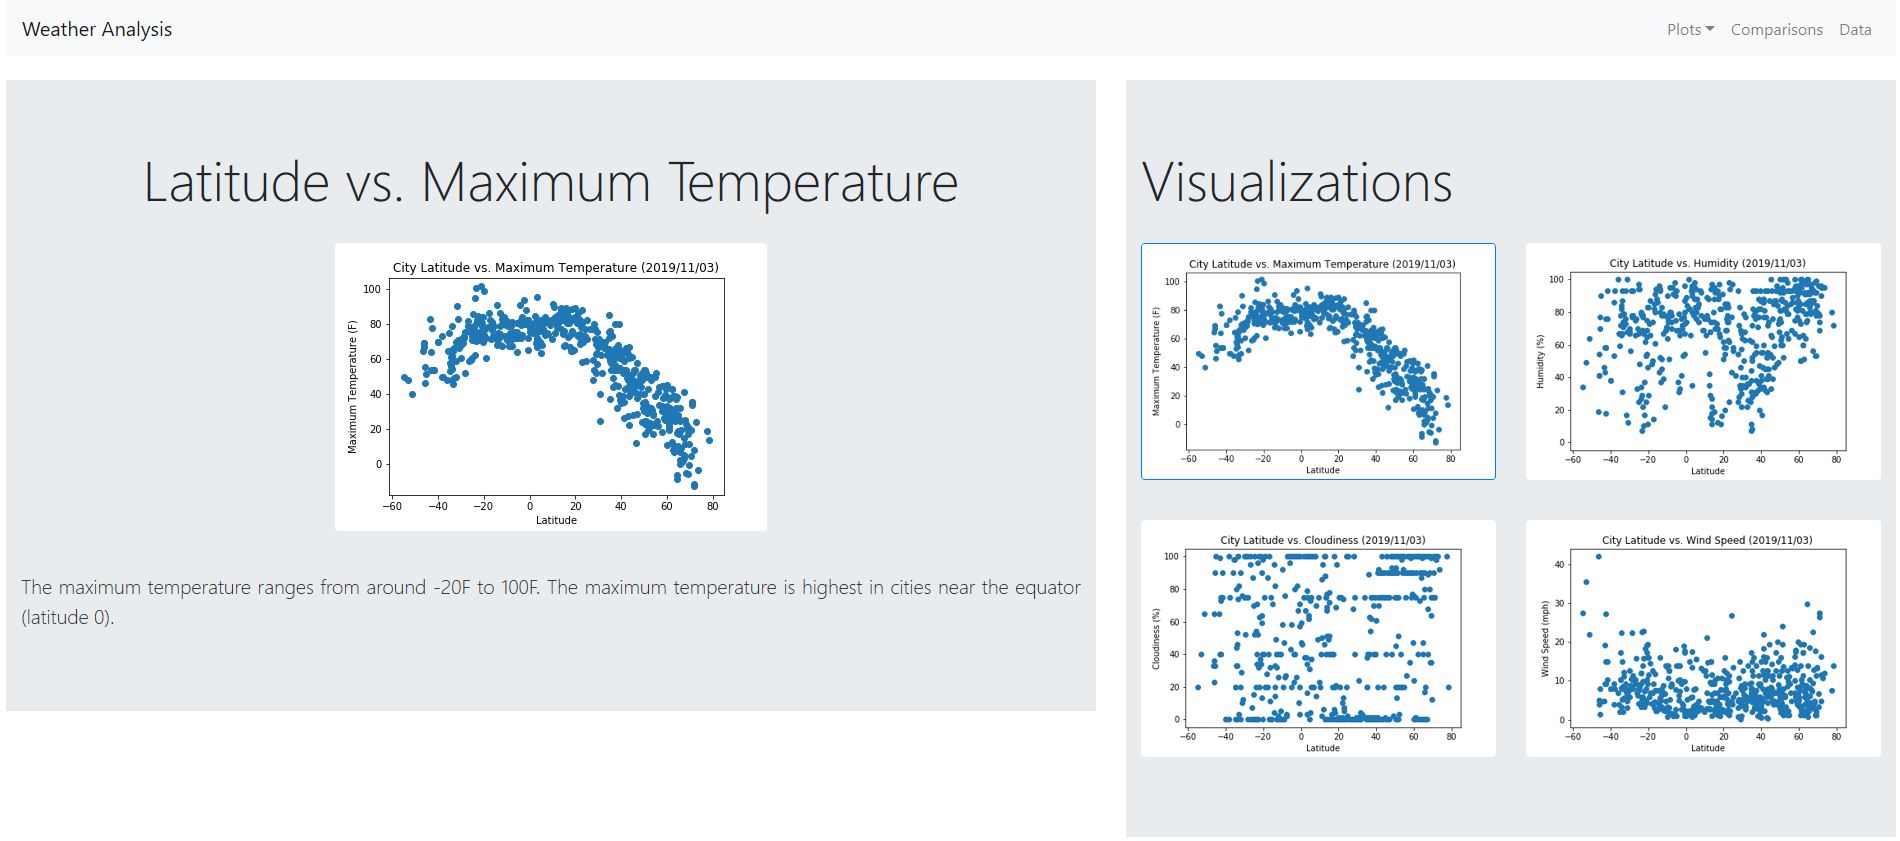 Weather Analysis
Plots Comparisons Data
Latitude vs. Maximum Temperature
City Latitude vs. Maximum Temperature (2019/11/03)
Maximum Temperature (F)
100
80
60
40
20
0
−60 −40 −20 0 20 40 60 80
Latitude
The maximum temperature ranges from around -20F to 100F. The maximum temperature is highest in cities near the equator
(latitude 0).
Visualizations
City Latitude vs. Maximum Temperature (2019/11/03)
Maximum Temperature (F)
100
80
60
40
20
0
−60 −40 −20 0 20 40 60 80
Latitude
City Latitude vs. Humidity (2019/11/03)
Humidity (%)
100
80
60
40
20
0
−60 −40 −20 0 20 40 60 80
Latitude
City Latitude vs. Cloudiness (2019/11/03)
Cloudiness (%)
100
80
60
40
20
0
−60 −40 −20 0 20 40 60 80
Latitude
City Latitude vs. Wind Speed (2019/11/03)
Wind Speed (mph)
40
30
20
10
0
−60 −40 −20 0 20 40 60 80
Latitude